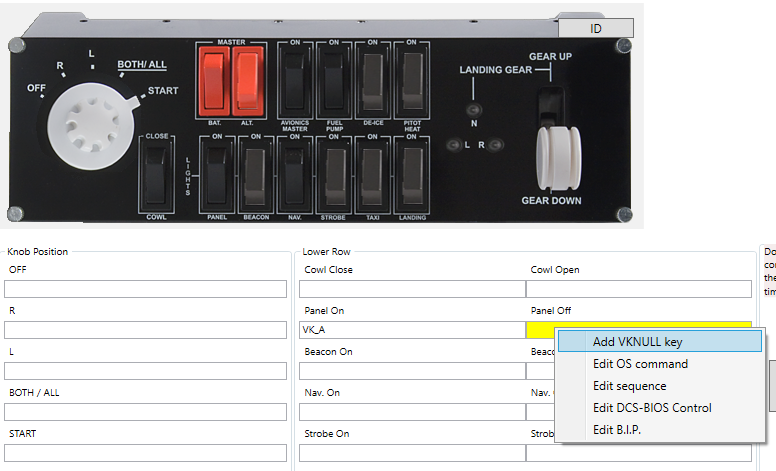 ID
MASTER
ON ON ON ON
L
R
BOTH/ ALL
OFF
START
GEAR UP
LANDING GEAR
BAT. ALT. AVIONICS MASTER FUEL PUMP DE-ICE PITOT HEAT
N
L R
CLOSE
ON ON ON ON ON ON
LIGHTS
COWL PANEL BEACON NAV. STROBE TAXI LANDING
GEAR DOWN
Knob Position
OFF
R
L
BOTH / ALL
START
Lower Row
Cowl Close Cowl Open
Panel On Panel Off
VK_A
Beacon On Beac
Nav. On Nav.
Strobe On Strob
Add VKNULL key
Edit OS command
Edit sequence
Edit DCS-BIOS Control
Edit B.I.P.
Do
the